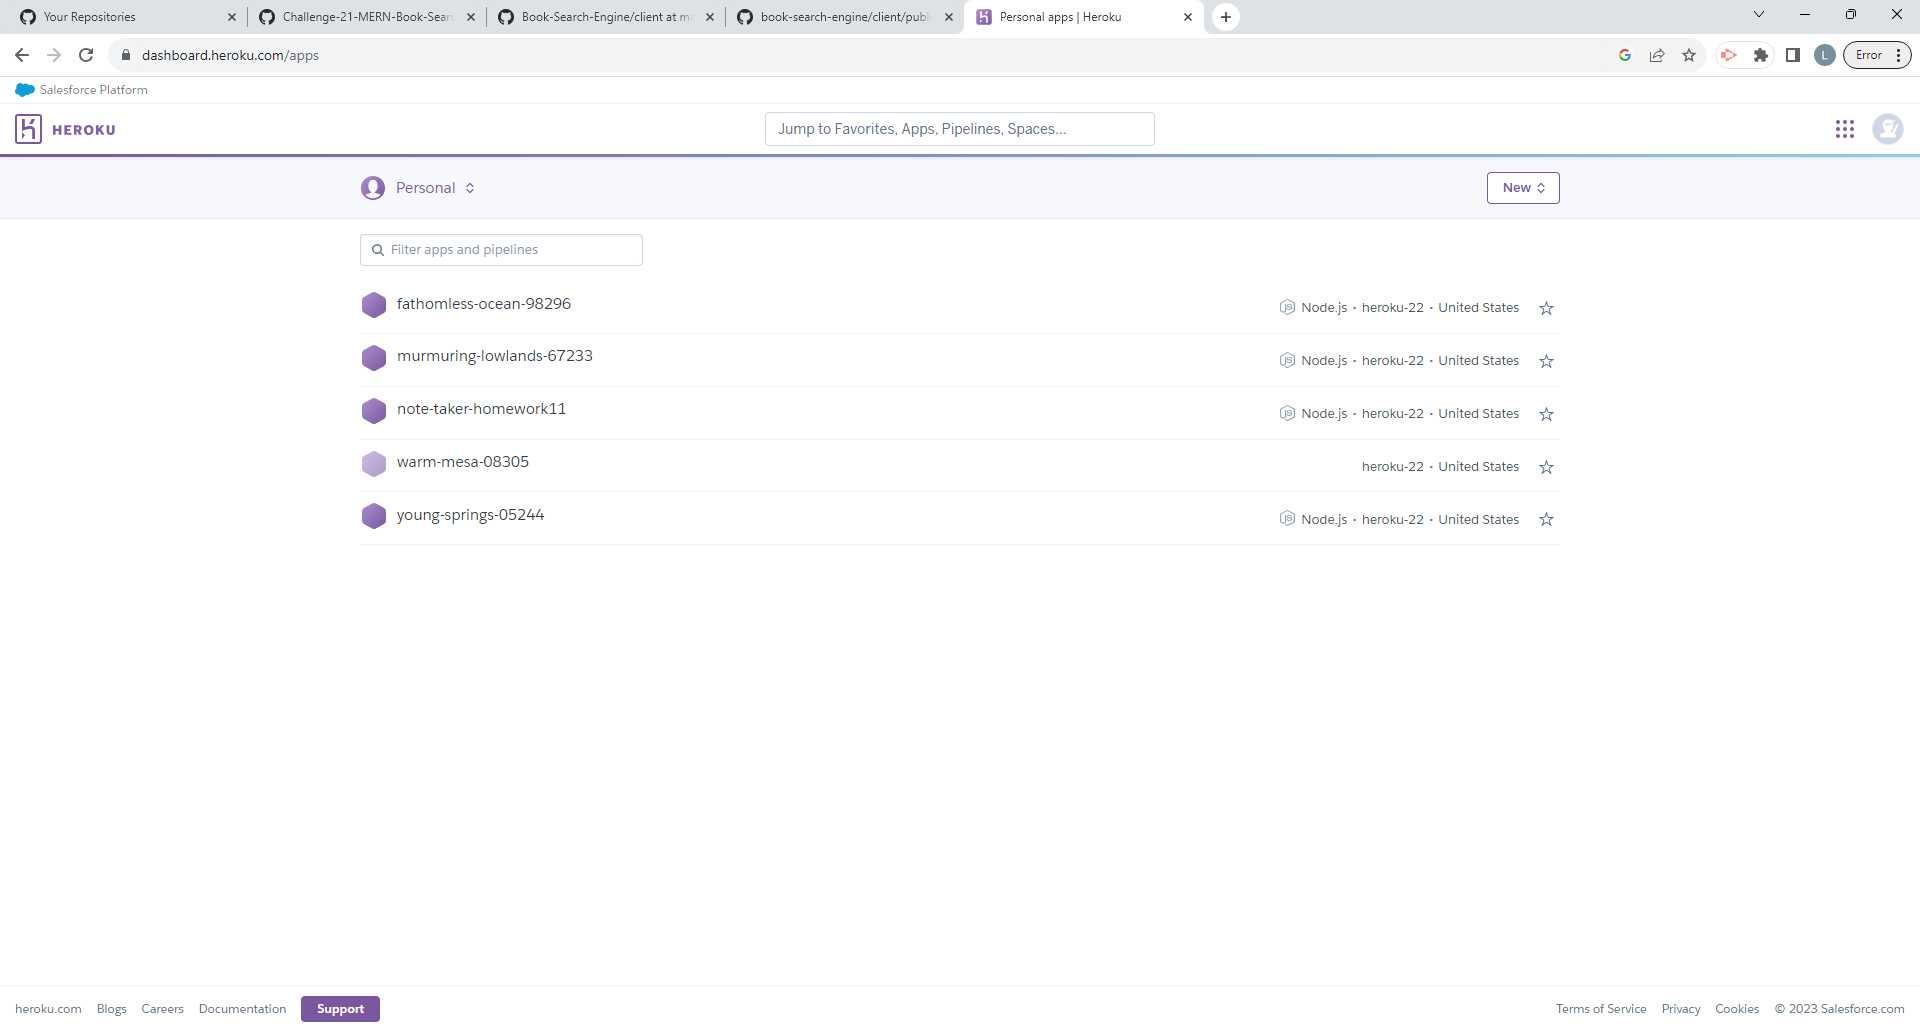 Your Repositories
Challenge-21-MERN-Book-Sear
Book-Search-Engine/client at m
book-search-engine/client/publ
Personal apps | Heroku
dashboard.heroku.com/apps
L
Error
Salesforce Platform
HEROKU
Jump to Favorites, Apps, Pipelines, Spaces...
Personal
New
Filter apps and pipelines
fathomless-ocean-98296
Node.js · heroku-22 · United States
murmuring-lowlands-67233
Node.js · heroku-22 · United States
note-taker-homework11
Node.js · heroku-22 · United States
warm-mesa-08305
heroku-22 · United States
young-springs-05244
Node.js · heroku-22 · United States
heroku.com Blogs Careers Documentation Support
Terms of Service Privacy Cookies © 2023 Salesforce.com